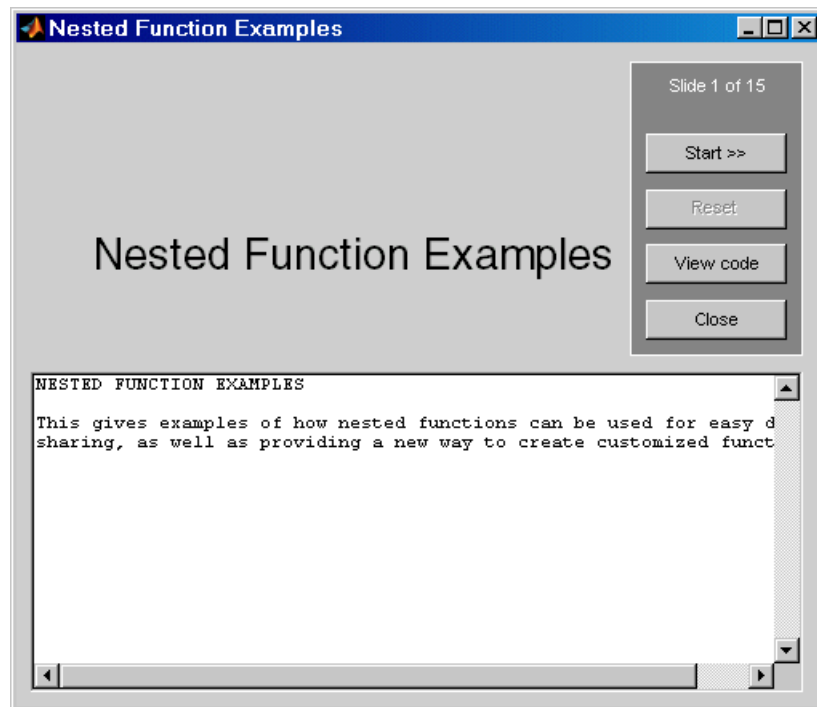 Nested Function Examples
Slide 1 of 15
Start >>
Reset
View code
Close
Nested Function Examples
NESTED FUNCTION EXAMPLES
This gives examples of how nested functions can be used for easy d
sharing, as well as providing a new way to create customized funct